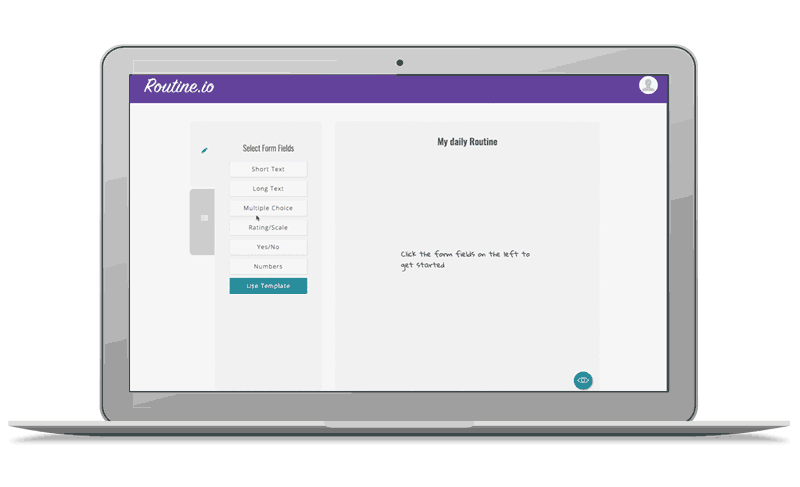 Routine.io
Select Form Fields
My daily Routine
Short Text
Long Text
Multiple Choice
Rating/Scale
Yes/No
Numbers
Use Template
Click the form fields on the left to
get started